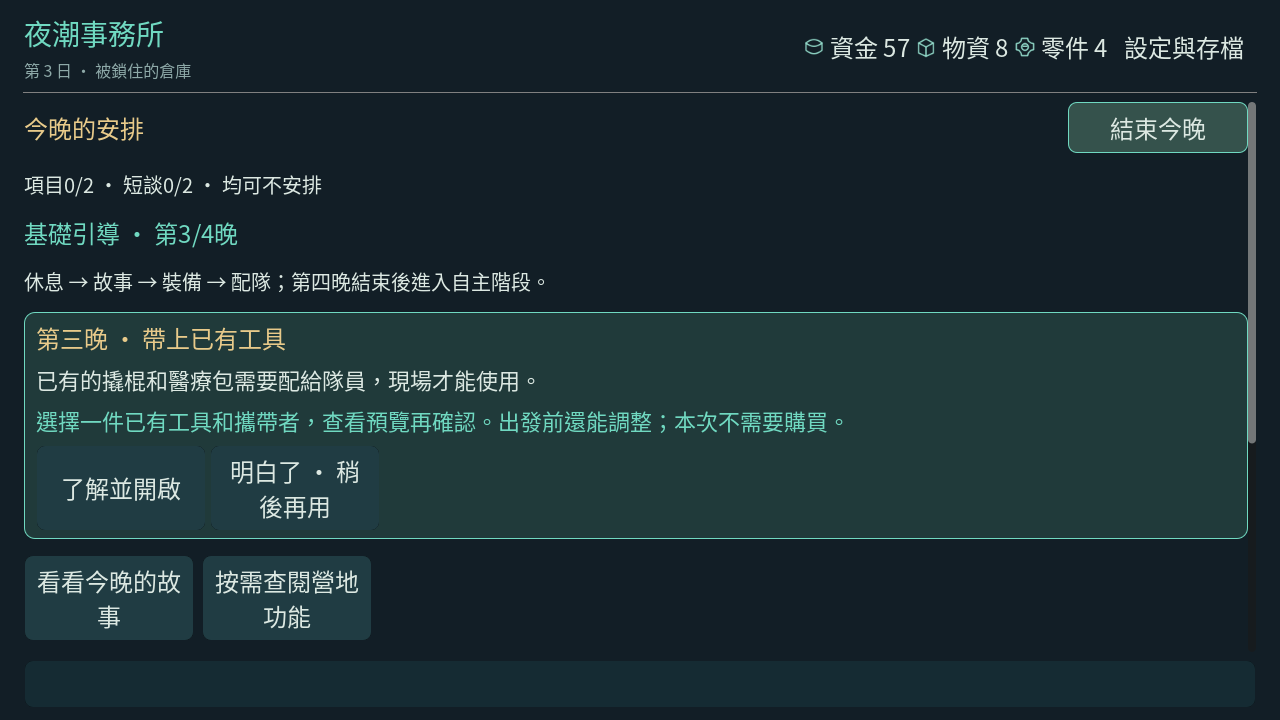 夜潮事務所
第 3 日 · 被鎖住的倉庫
資金 57 物資 8 零件 4 設定與存檔
今晚的安排
結束今晚
項目0/2 · 短談0/2 · 均可不安排
基礎引導 · 第3/4晚
休息 → 故事 → 裝備 → 配隊；第四晚結束後進入自主階段。
第三晚 · 帶上已有工具
已有的撬棍和醫療包需要配給隊員，現場才能使用。
選擇一件已有工具和攜帶者，查看預覽再確認。出發前還能調整；本次不需要購買。
了解並開啟
明白了 · 稍
後再用
看看今晚的故
事
按需查閱營地
功能